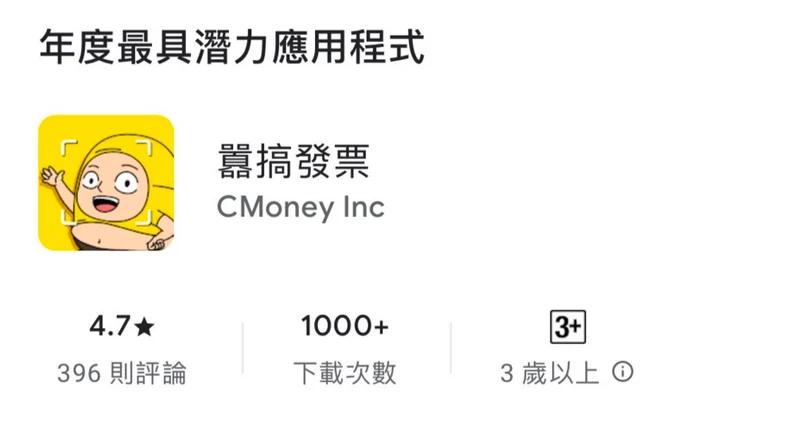 年度最具潛力應用程式
囂搞發票
CMoney Inc
4.7★
396 則評論
1000+
下載次數
3+
3 歲以上